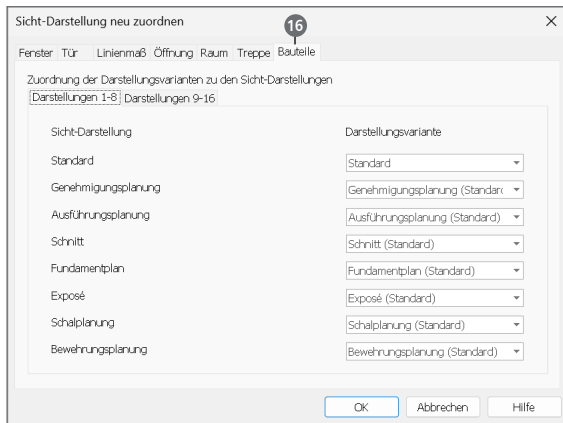 Sicht-Darstellung neu zuordnen
16
Fenster Tür Linienmaß Öffnung Raum Treppe Bauteile
Zuordnung der Darstellungsvarianten zu den Sicht-Darstellungen
Darstellungen 1-8 Darstellungen 9-16
Sicht-Darstellung Darstellungsvariante
Standard Standard
Genehmigungsplanung Genehmigungsplanung (Standar
Ausführungsplanung Ausführungsplanung (Standard)
Schnitt Schnitt (Standard)
Fundamentplan Fundamentplan (Standard)
Exposé Exposé (Standard)
Schalplanung Schalplanung (Standard)
Bewehrungsplanung Bewehrungsplanung (Standard)
OK Abbrechen Hilfe